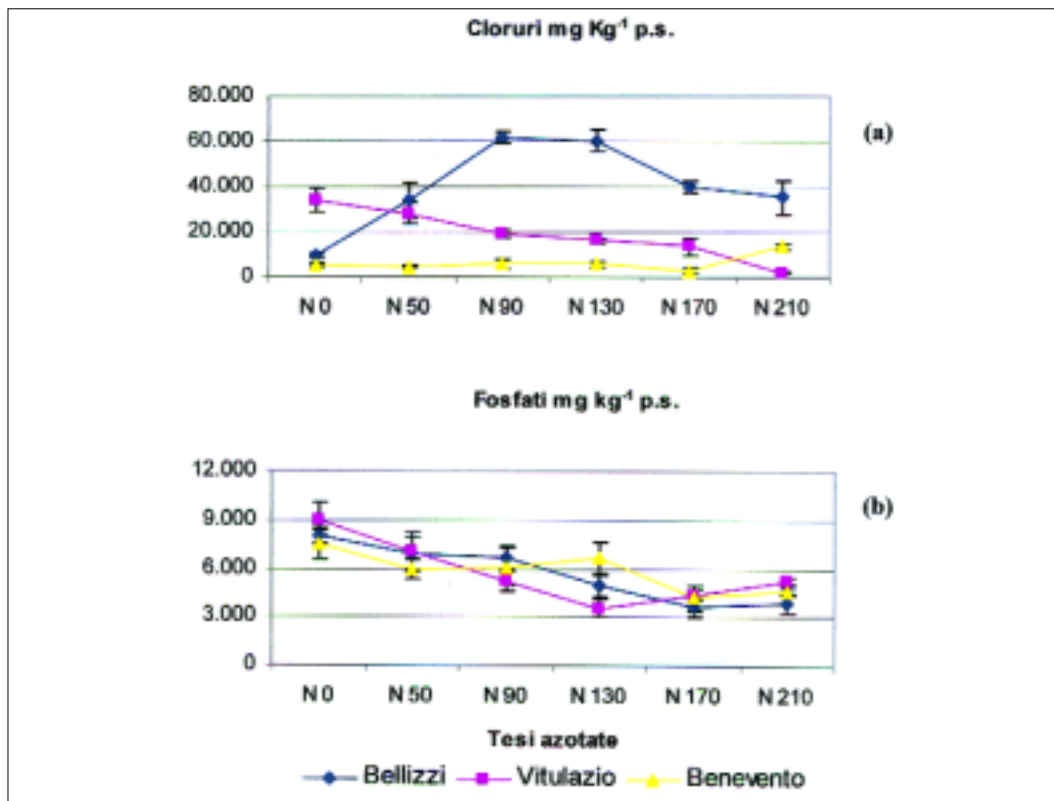 Cloruri mg Kg⁻¹ p.s.
80.000
(a)
60.000
40.000
20.000
0
N 0 N 50 N 90 N 130 N 170 N 210
Fosfati mg kg⁻¹ p.s.
12.000
(b)
9.000
6.000
3.000
0
N 0 N 50 N 90 N 130 N 170 N 210
Tesi azotate
Bellizzi Vitulazio Benevento